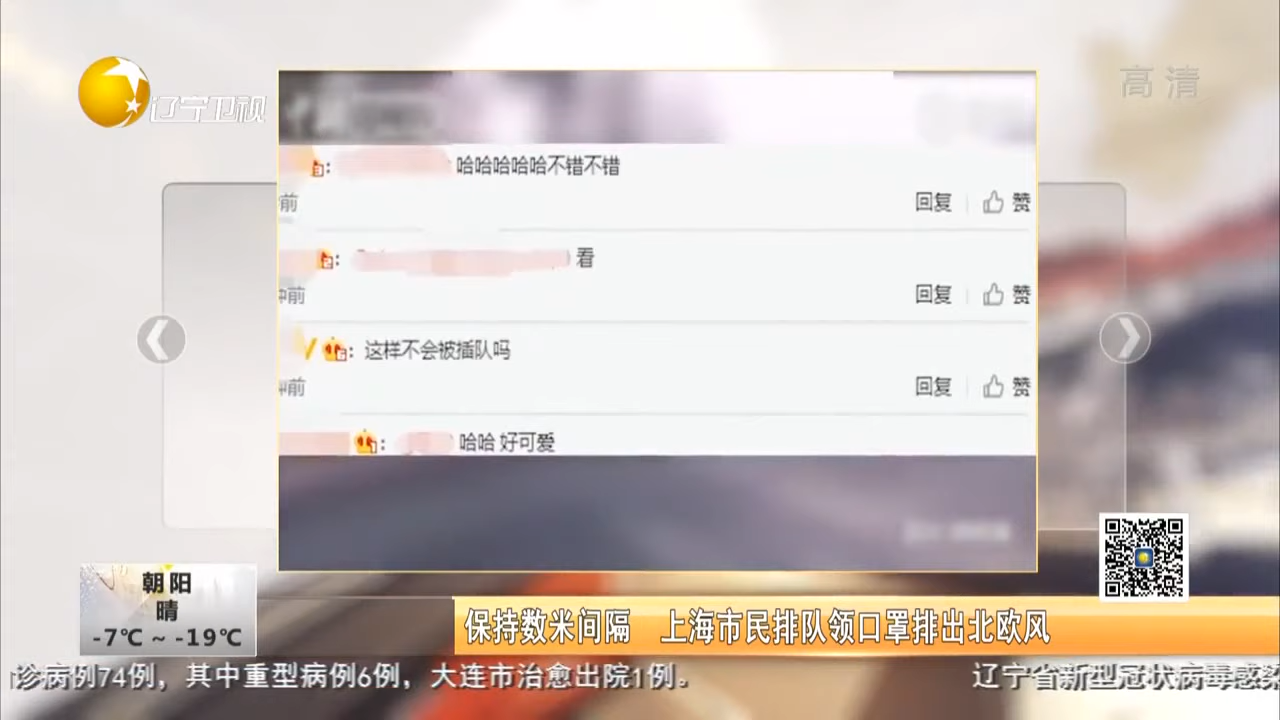 辽宁卫视
高清
哈哈哈哈哈不错不错
前
回复 赞
看
钟前
回复 赞
这样不会被插队吗
钟前
回复 赞
哈哈 好可爱
朝阳
晴
-7℃ ~ -19℃
保持数米间隔 上海市民排队领口罩排出北欧风
诊病例74例，其中重型病例6例，大连市治愈出院1例。
辽宁省新型冠状病毒感染